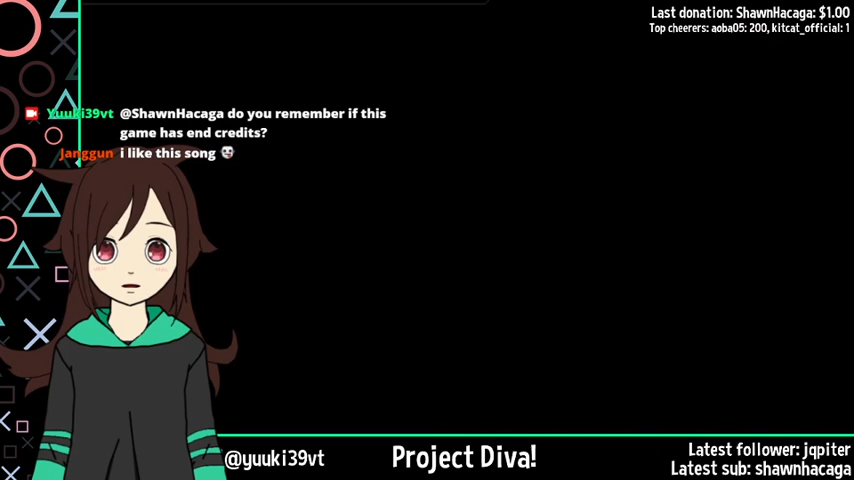 Last donation: ShawnHacaga: $1.00
Top cheerers: aoba05: 200, kitcat_official: 1
Yuuki39vt @ShawnHacaga do you remember if this
game has end credits?
Janggun i like this song
@yuuki39vt
Project Diva!
Latest follower: jqpiter
Latest sub: shawnhacaga